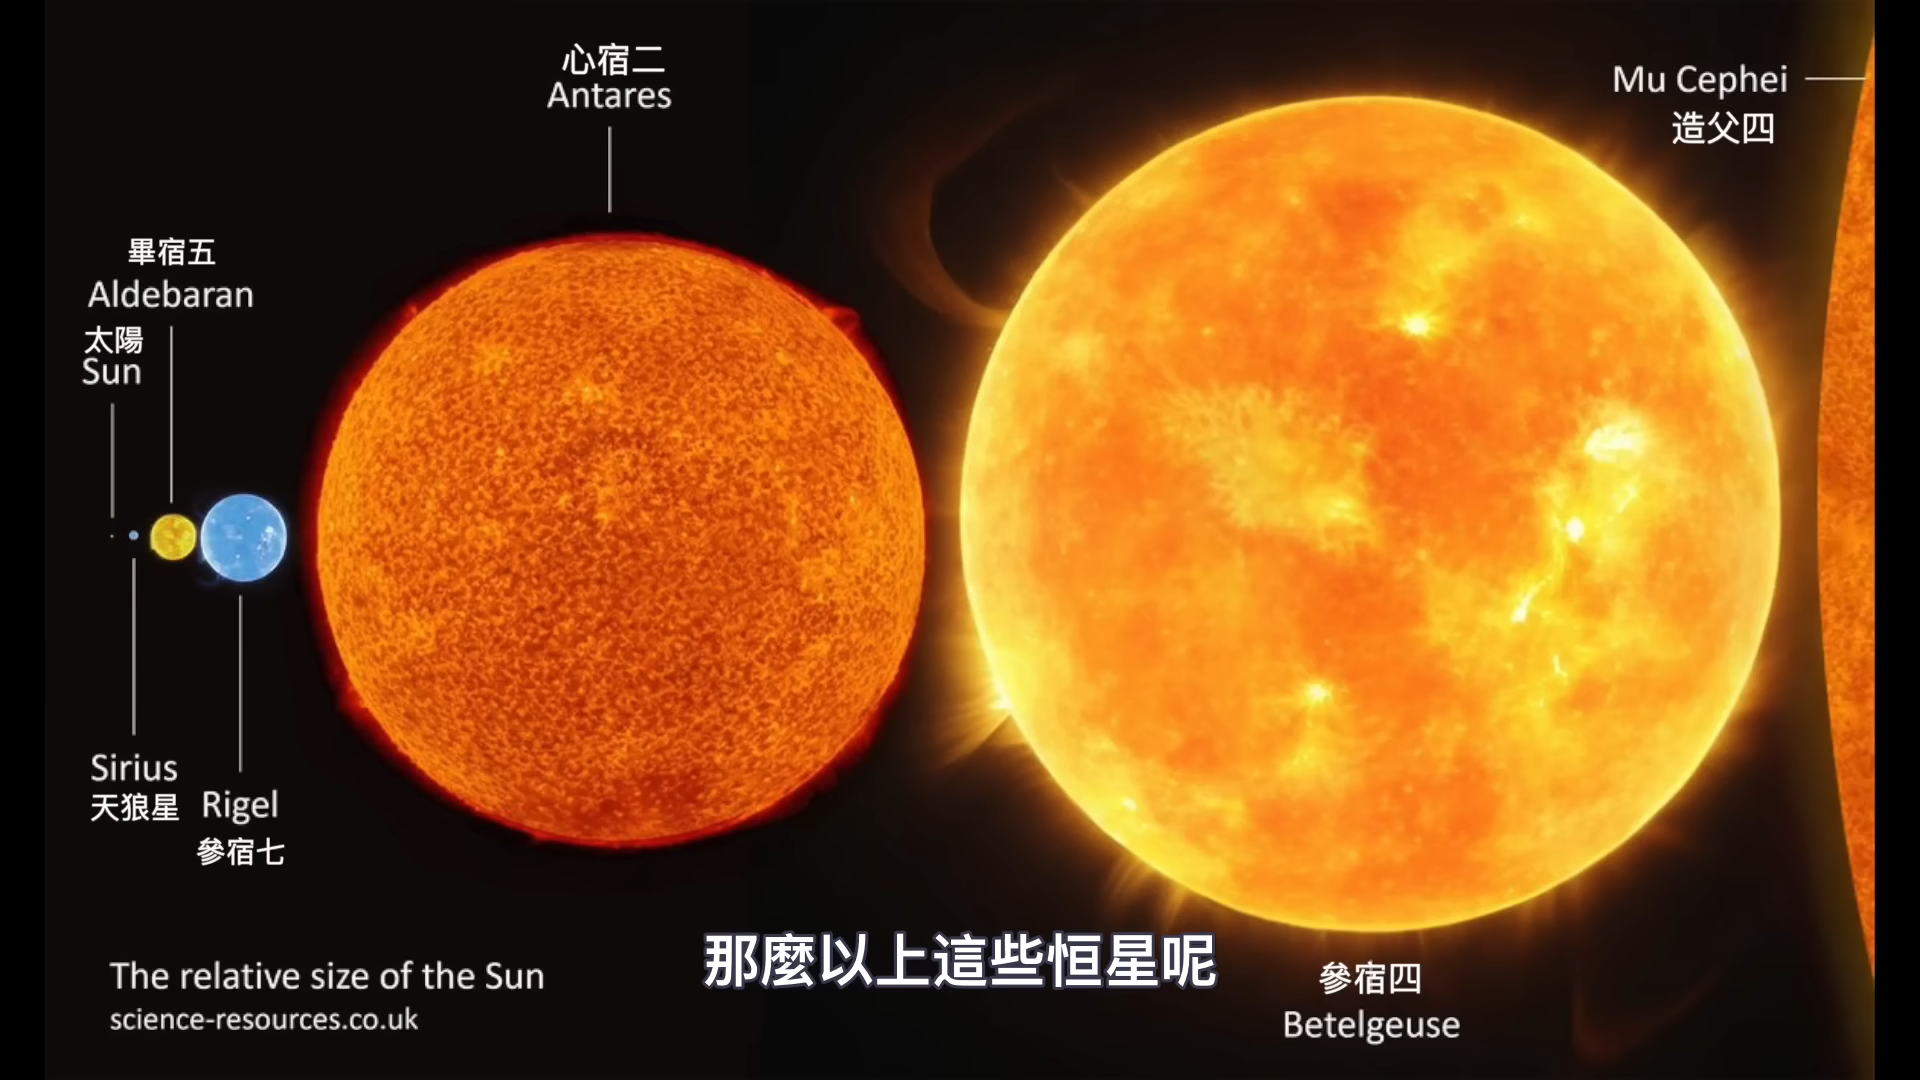 心宿二
Antares
Mu Cephei
造父四
畢宿五
Aldebaran
太陽
Sun
Sirius
天狼星
Rigel
參宿七
The relative size of the Sun
science-resources.co.uk
那麼以上這些恒星呢
參宿四
Betelgeuse